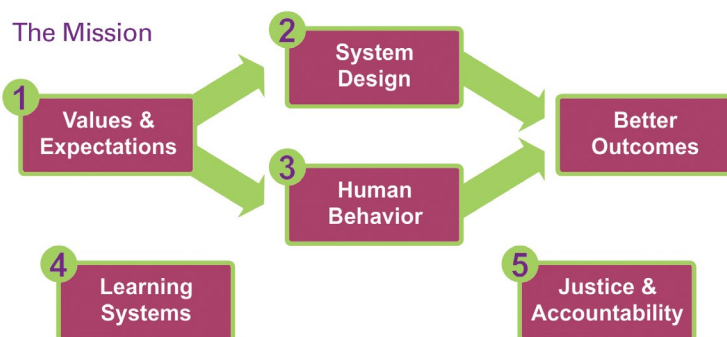 The Mission
1
Values &
Expectations
2
System
Design
3
Human
Behavior
Better
Outcomes
4
Learning
Systems
5
Justice &
Accountability